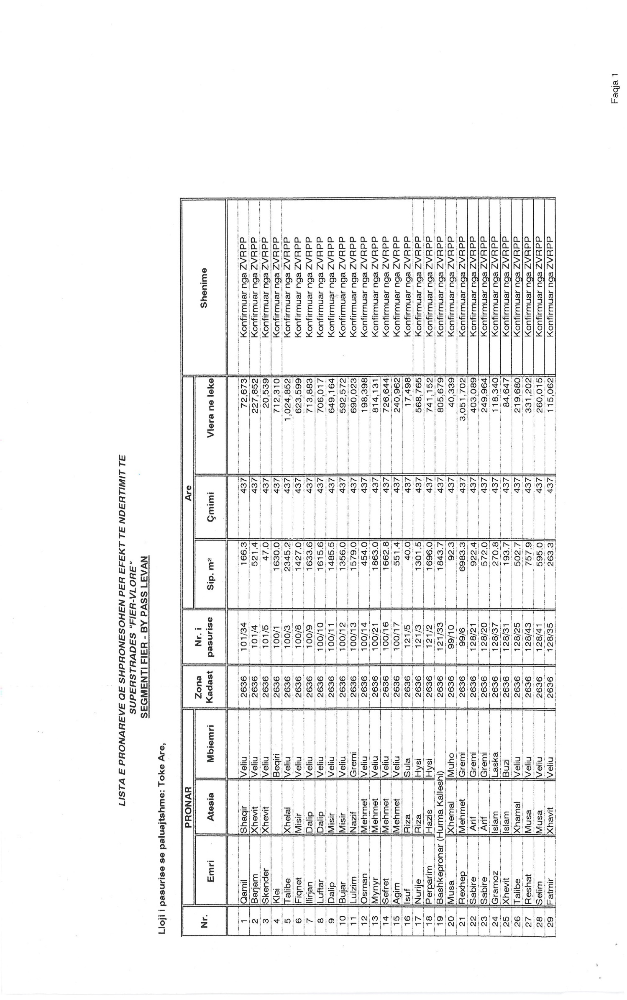 LISTA E PRONAREVE QE SHPRONESOHEN PER EFEKT TE NDERTIMIT TE
SUPERSTRADES "FIER-VLORE"
SEGMENTI FIER - BY PASS LEVAN
Lloji i pasurise se paluajtshme: Toke Are,
PRONAR Are
Nr. Emri Atesia Mbiemri Zona Kadast Nr. i pasurise Sip. m² Çmimi Vlera ne leke Shenime
1 Qamil Shaqir Veliu 2636 101/34 166.3 437 72,673 Konfirmuar nga ZVRPP
2 Barjam Xhevit Veliu 2636 101/4 521.4 437 227,852 Konfirmuar nga ZVRPP
3 Skender Xhevit Veliu 2636 101/5 47.0 437 20,539 Konfirmuar nga ZVRPP
4 Klei Beqiri 2636 100/1 1630.0 437 712,310 Konfirmuar nga ZVRPP
5 Talibe Xhelal Veliu 2636 100/3 2345.2 437 1,024,852 Konfirmuar nga ZVRPP
6 Fiqnet Misir Veliu 2636 100/8 1427.0 437 623,599 Konfirmuar nga ZVRPP
7 Ilirjan Dalip Veliu 2636 100/9 1633.6 437 713,883 Konfirmuar nga ZVRPP
8 Luftar Dalip Veliu 2636 100/10 1615.6 437 706,017 Konfirmuar nga ZVRPP
9 Dalip Misir Veliu 2636 100/11 1485.5 437 649,164 Konfirmuar nga ZVRPP
10 Bujar Misir Veliu 2636 100/12 1356.0 437 592,572 Konfirmuar nga ZVRPP
11 Lulzim Nazif Gremi 2636 100/13 1579.0 437 690,023 Konfirmuar nga ZVRPP
12 Osman Mehmet Veliu 2636 100/14 454.0 437 198,398 Konfirmuar nga ZVRPP
13 Mynyr Mehmet Veliu 2636 100/21 1863.0 437 814,131 Konfirmuar nga ZVRPP
14 Sefret Mehmet Veliu 2636 100/16 1662.8 437 726,644 Konfirmuar nga ZVRPP
15 Agim Mehmet Veliu 2636 100/17 551.4 437 240,962 Konfirmuar nga ZVRPP
16 Isuf Riza Sula 2636 121/5 40.0 437 17,498 Konfirmuar nga ZVRPP
17 Nurije Riza Hysi 2636 121/3 1301.5 437 568,765 Konfirmuar nga ZVRPP
18 Perparim Hazis Hysi 2636 121/2 1696.0 437 741,152 Konfirmuar nga ZVRPP
19 Bashkepronar (Hurma Kalleshi) 2636 121/33 1843.7 437 805,679 Konfirmuar nga ZVRPP
20 Musa Xhemal Muho 2636 99/10 92.3 437 40,339 Konfirmuar nga ZVRPP
21 Rexhep Mehmet Gremi 2636 99/6 6983.3 437 3,051,702 Konfirmuar nga ZVRPP
22 Sabire Arif Gremi 2636 128/21 922.4 437 403,089 Konfirmuar nga ZVRPP
23 Sabire Arif Gremi 2636 128/20 572.0 437 249,964 Konfirmuar nga ZVRPP
24 Gramoz Islam Laska 2636 128/37 270.8 437 118,340 Konfirmuar nga ZVRPP
25 Xhevit Islam Buzi 2636 128/31 193.7 437 84,647 Konfirmuar nga ZVRPP
26 Talibe Xhamal Veliu 2636 128/25 502.7 437 219,680 Konfirmuar nga ZVRPP
27 Reshat Musa Veliu 2636 128/43 757.9 437 331,202 Konfirmuar nga ZVRPP
28 Selim Musa Veliu 2636 128/41 595.0 437 260,015 Konfirmuar nga ZVRPP
29 Fatmir Xhavit Veliu 2636 128/35 263.3 437 115,062 Konfirmuar nga ZVRPP
Faqja 1